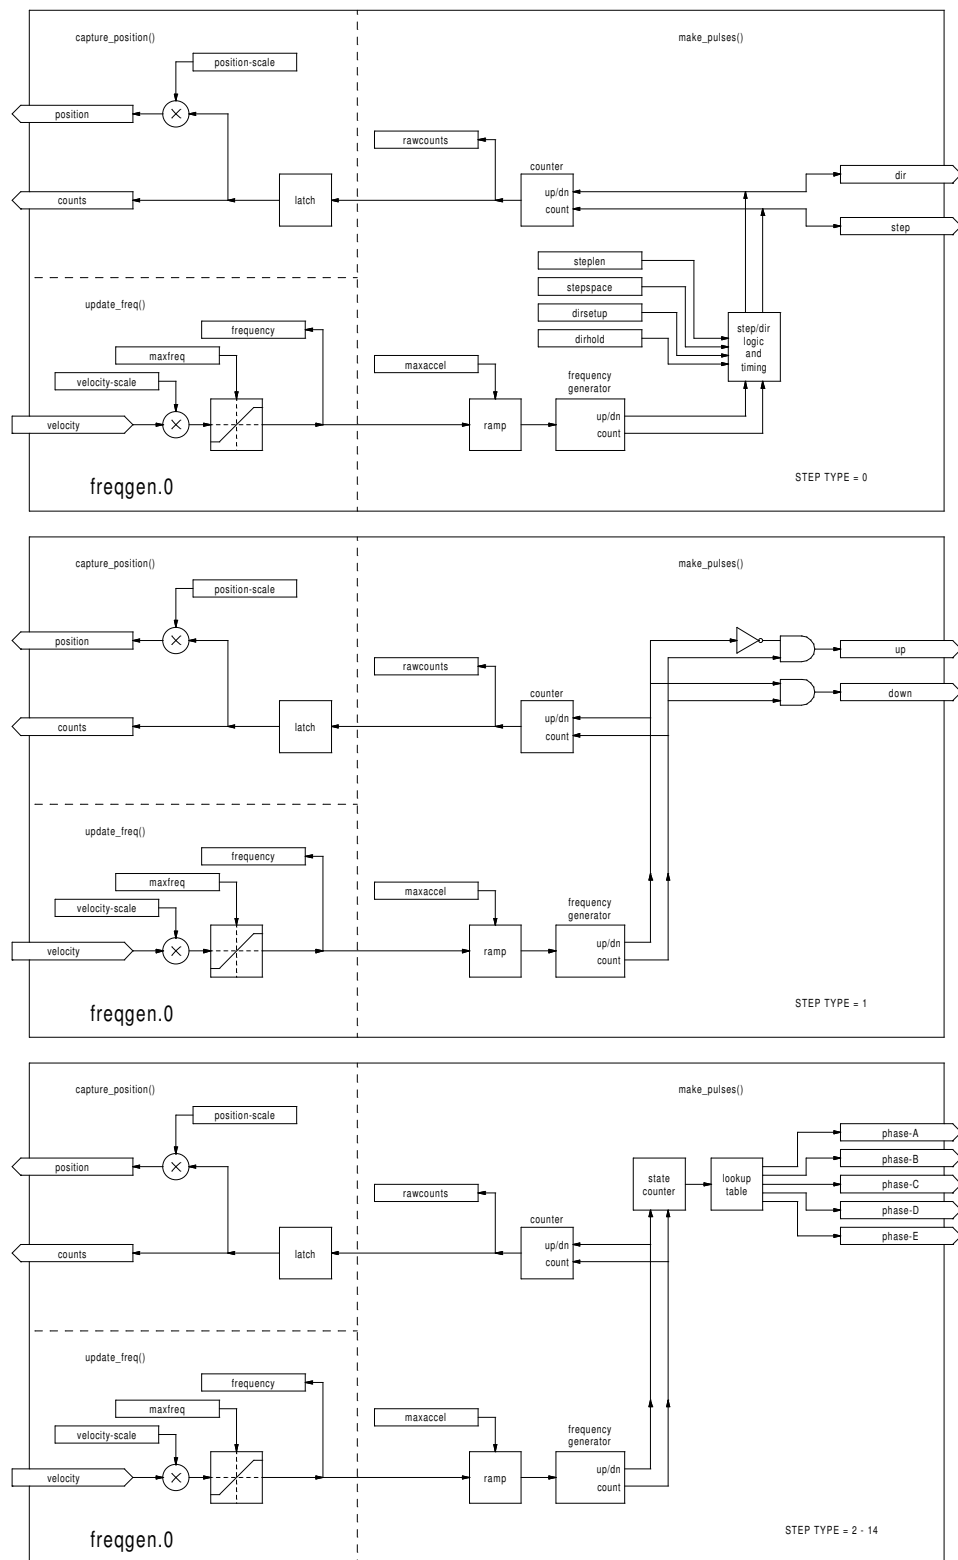 capture_position()
make_pulses()
position-scale
position
rawcounts
counter
up/dn
count
dir
counts
latch
step
steplen
stepspace
dirsetup
dirhold
step/dir
logic
and
timing
update_freq()
frequency
maxfreq
maxaccel
velocity-scale
frequency
generator
velocity
ramp
up/dn
count
freqgen.0
STEP TYPE = 0
capture_position()
make_pulses()
position-scale
position
up
rawcounts
down
counter
up/dn
count
counts
latch
update_freq()
frequency
maxfreq
maxaccel
velocity-scale
frequency
generator
velocity
ramp
up/dn
count
freqgen.0
STEP TYPE = 1
capture_position()
make_pulses()
position-scale
phase-A
position
phase-B
state
counter
lookup
table
phase-C
rawcounts
phase-D
counter
phase-E
up/dn
count
counts
latch
update_freq()
frequency
maxfreq
maxaccel
velocity-scale
frequency
generator
velocity
ramp
up/dn
count
freqgen.0
STEP TYPE = 2 - 14